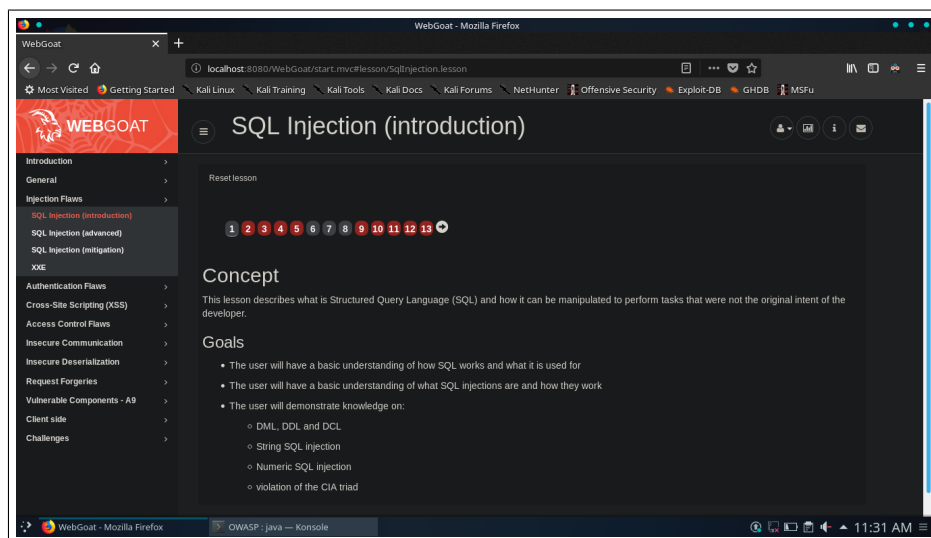 WebGoat - Mozilla Firefox
WebGoat
localhost:8080/WebGoat/start.mvc#lesson/SqlInjection.lesson
Most Visited Getting Started Kali Linux Kali Training Kali Tools Kali Docs Kali Forums NetHunter Offensive Security Exploit-DB GHDB MSFu
WEBGOAT
SQL Injection (introduction)
Introduction
General
Injection Flaws
SQL Injection (introduction)
SQL Injection (advanced)
SQL Injection (mitigation)
XXE
Authentication Flaws
Cross-Site Scripting (XSS)
Access Control Flaws
Insecure Communication
Insecure Deserialization
Request Forgeries
Vulnerable Components - A9
Client side
Challenges
Reset lesson
1 2 3 4 5 6 7 8 9 10 11 12 13
Concept
This lesson describes what is Structured Query Language (SQL) and how it can be manipulated to perform tasks that were not the original intent of the
developer.
Goals
• The user will have a basic understanding of how SQL works and what it is used for
• The user will have a basic understanding of what SQL injections are and how they work
• The user will demonstrate knowledge on:
◦ DML, DDL and DCL
◦ String SQL injection
◦ Numeric SQL injection
◦ violation of the CIA triad
WebGoat - Mozilla Firefox
OWASP : java — Konsole
11:31 AM